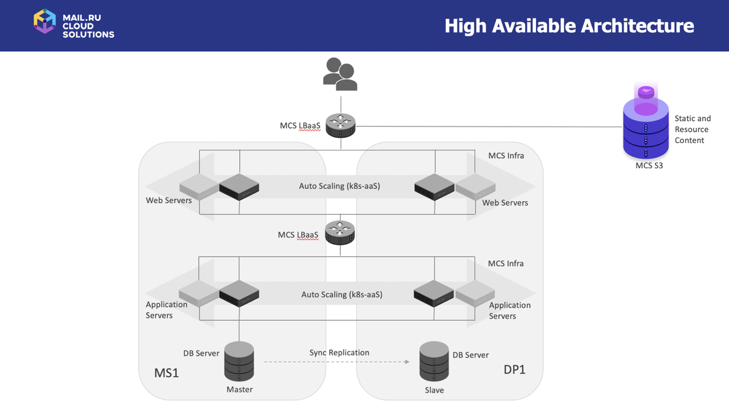 MAIL.RU
CLOUD
SOLUTIONS
High Available Architecture
MCS LBaaS
Static and
Resource
Content
MCS S3
MCS Infra
Auto Scaling (k8s-aaS)
Web Servers
Web Servers
MCS LBaaS
MCS Infra
Auto Scaling (k8s-aaS)
Application
Servers
Application
Servers
DB Server
Sync Replication
DB Server
MS1
DP1
Master
Slave